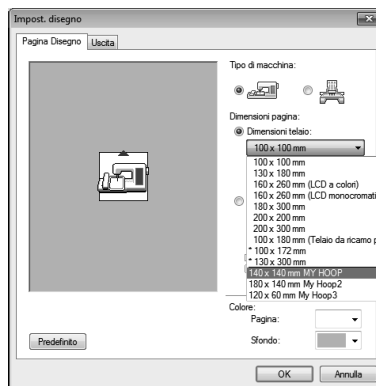 Impost. disegno
Pagina Disegno Uscita
Tipo di macchina:
Dimensioni pagina:
Dimensioni telaio:
100 x 100 mm
100 x 100 mm
130 x 180 mm
160 x 260 mm (LCD a colori)
160 x 260 mm (LCD monocromati
180 x 300 mm
200 x 200 mm
200 x 300 mm
100 x 180 mm (Telaio da ricamo p
* 100 x 172 mm
* 130 x 300 mm
140 x 140 mm MY HOOP
180 x 140 mm My Hoop2
120 x 60 mm My Hoop3
Colore:
Pagina:
Predefinito
Sfondo:
OK Annulla